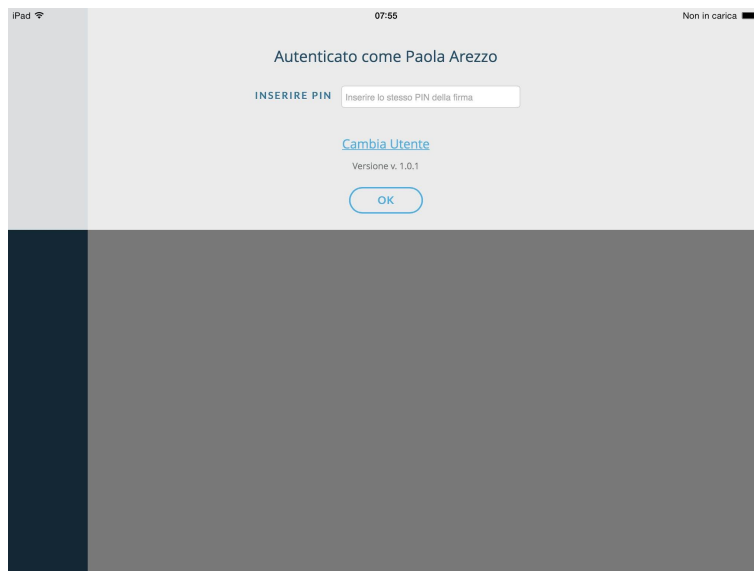 iPad 07:55 Non in carica
Autenticato come Paola Arezzo
INSERIRE PIN Inserire lo stesso PIN della firma
Cambia Utente
Versione v. 1.0.1
OK